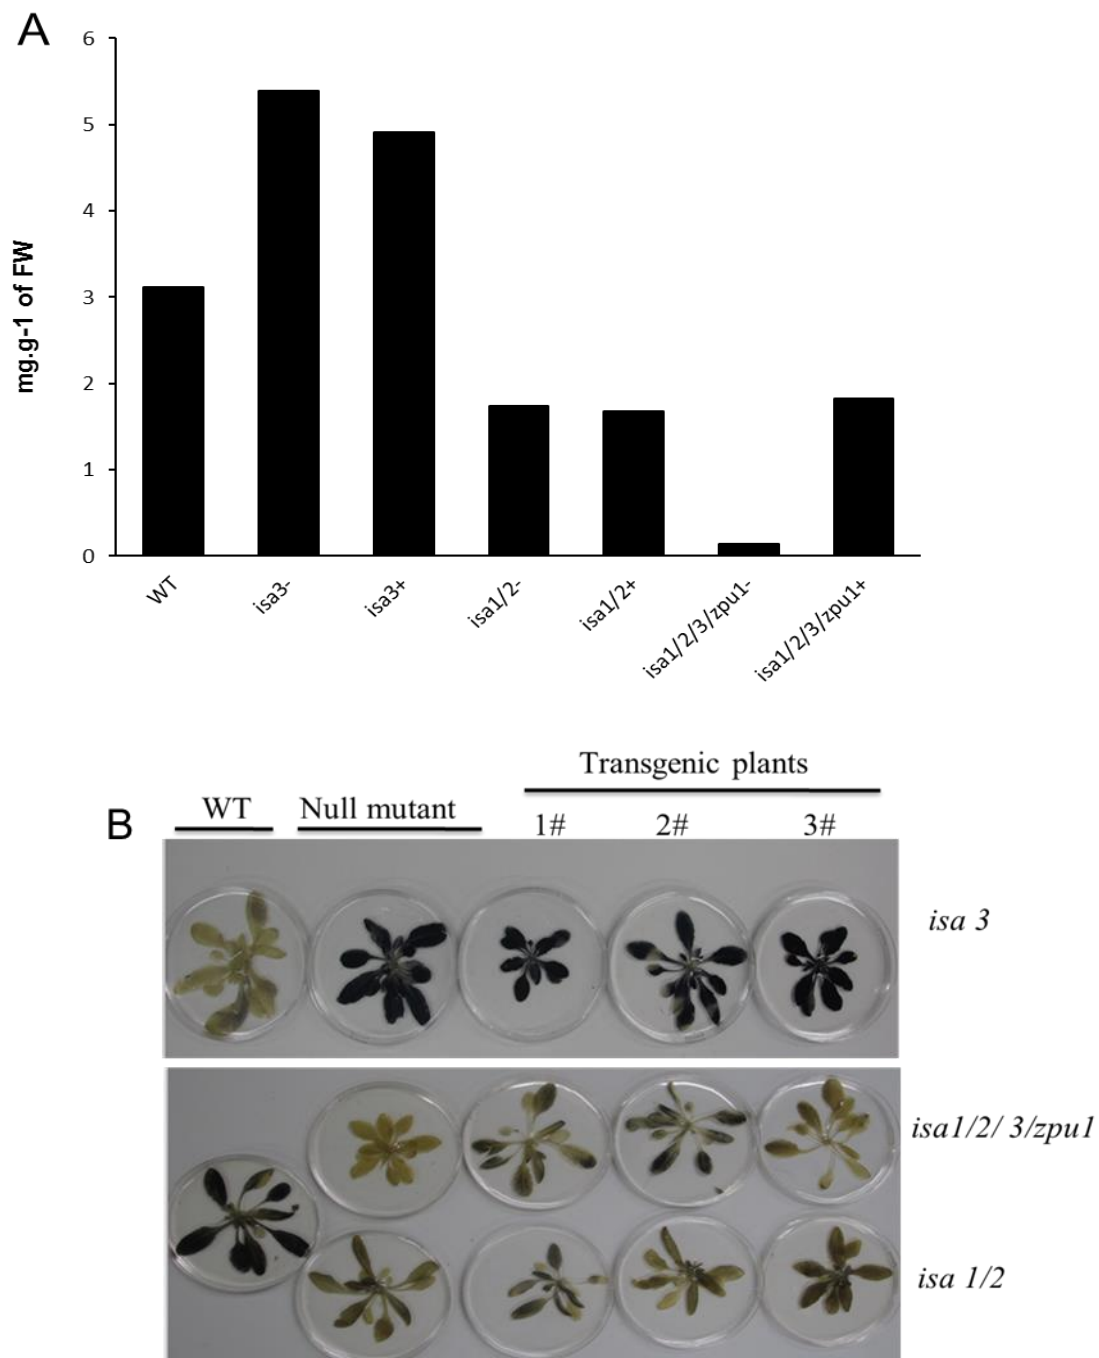 A
6
5
4
3
2
1
0
mg.g-1 of FW
WT
isa3-
isa3+
isa1/2-
isa1/2+
isa1/2/3/zpu1-
isa1/2/3/zpu1+
Transgenic plants
B
WT
Null mutant
1#
2#
3#
isa 3
isa1/2/ 3/zpu1
isa 1/2